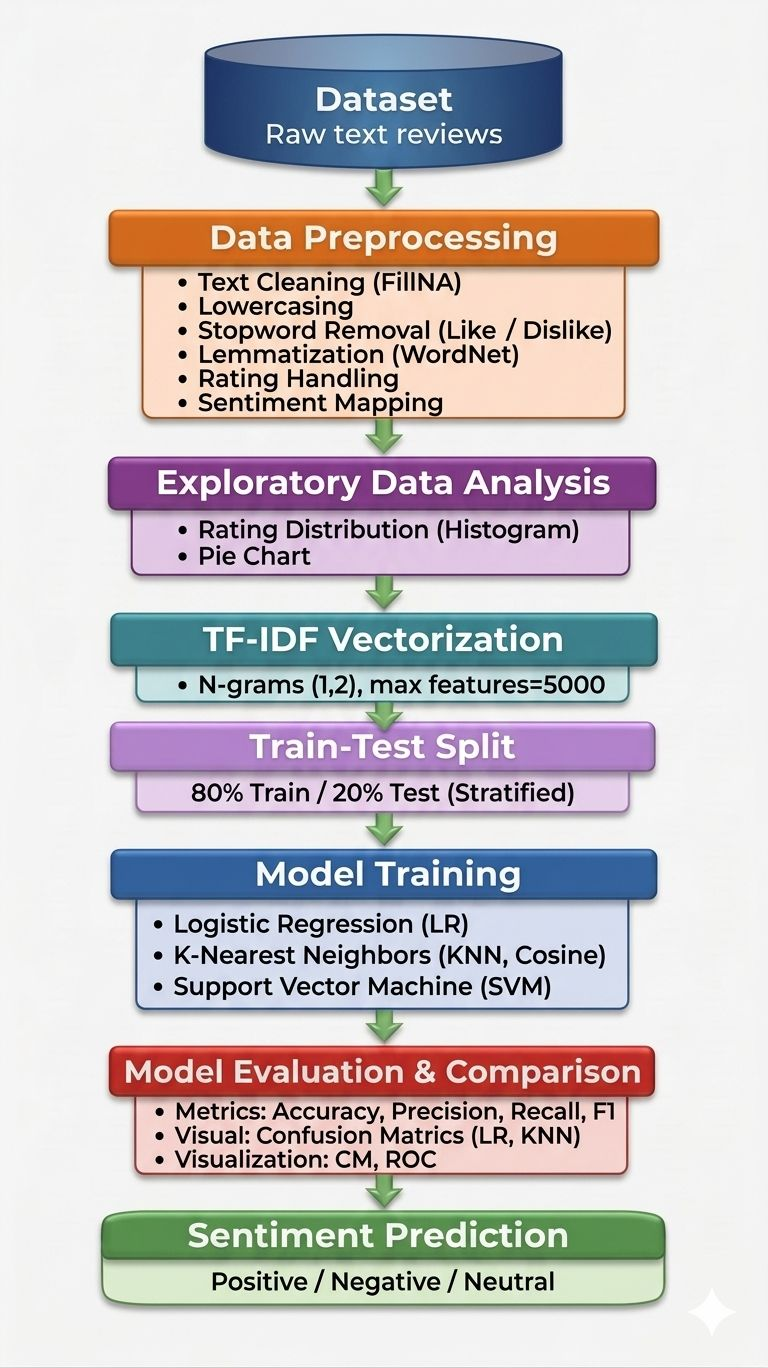 Dataset
Raw text reviews
Data Preprocessing
• Text Cleaning (FillNA)
• Lowercasing
• Stopword Removal (Like / Dislike)
• Lemmatization (WordNet)
• Rating Handling
• Sentiment Mapping
Exploratory Data Analysis
• Rating Distribution (Histogram)
• Pie Chart
TF-IDF Vectorization
• N-grams (1,2), max features=5000
Train-Test Split
80% Train / 20% Test (Stratified)
Model Training
• Logistic Regression (LR)
• K-Nearest Neighbors (KNN, Cosine)
• Support Vector Machine (SVM)
Model Evaluation & Comparison
• Metrics: Accuracy, Precision, Recall, F1
• Visual: Confusion Matrics (LR, KNN)
• Visualization: CM, ROC
Sentiment Prediction
Positive / Negative / Neutral